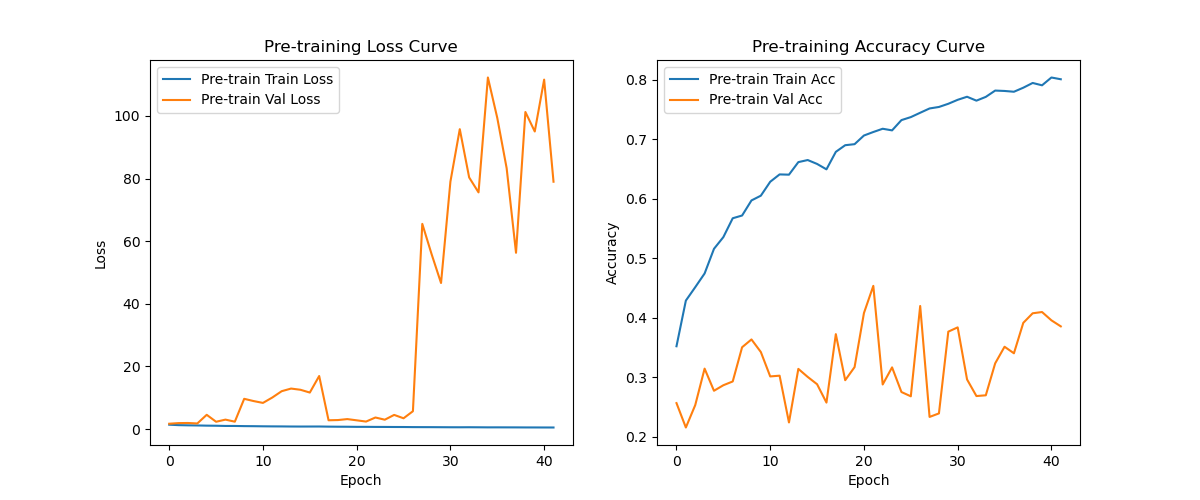 Pre-training Loss Curve
Pre-train Train Loss
Pre-train Val Loss
Loss
100
80
60
40
20
0
0 10 20 30 40
Epoch
Pre-training Accuracy Curve
Pre-train Train Acc
Pre-train Val Acc
Accuracy
0.8
0.7
0.6
0.5
0.4
0.3
0.2
0 10 20 30 40
Epoch